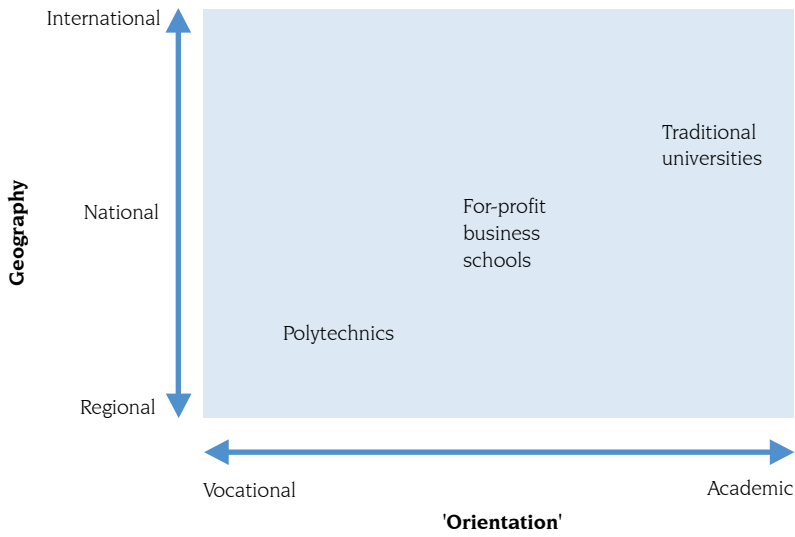 International
Traditional
universities
Geography
National
For-profit
business
schools
Polytechnics
Regional
Vocational
Academic
'Orientation'